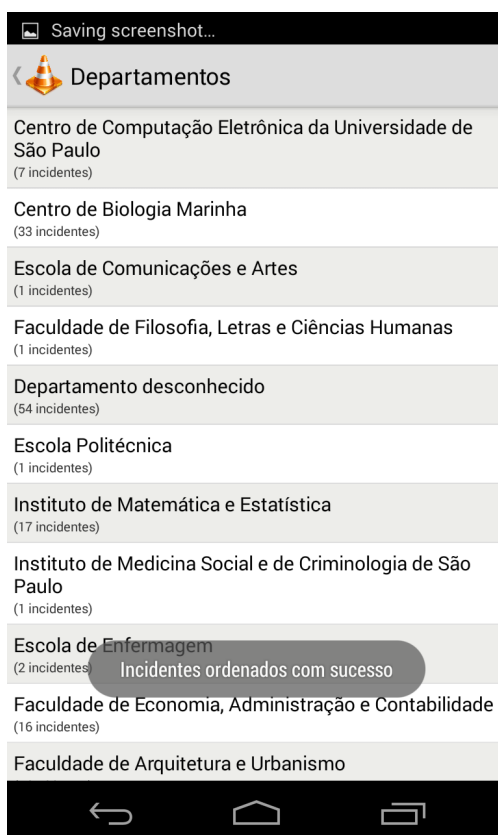 Saving screenshot...
Departamentos
Centro de Computação Eletrônica da Universidade de
São Paulo
(7 incidentes)
Centro de Biologia Marinha
(33 incidentes)
Escola de Comunicações e Artes
(1 incidentes)
Faculdade de Filosofia, Letras e Ciências Humanas
(1 incidentes)
Departamento desconhecido
(54 incidentes)
Escola Politécnica
(1 incidentes)
Instituto de Matemática e Estatística
(17 incidentes)
Instituto de Medicina Social e de Criminologia de São
Paulo
(1 incidentes)
Escola de Enfermagem
(2 incidentes)
Incidentes ordenados com sucesso
Faculdade de Economia, Administração e Contabilidade
(16 incidentes)
Faculdade de Arquitetura e Urbanismo